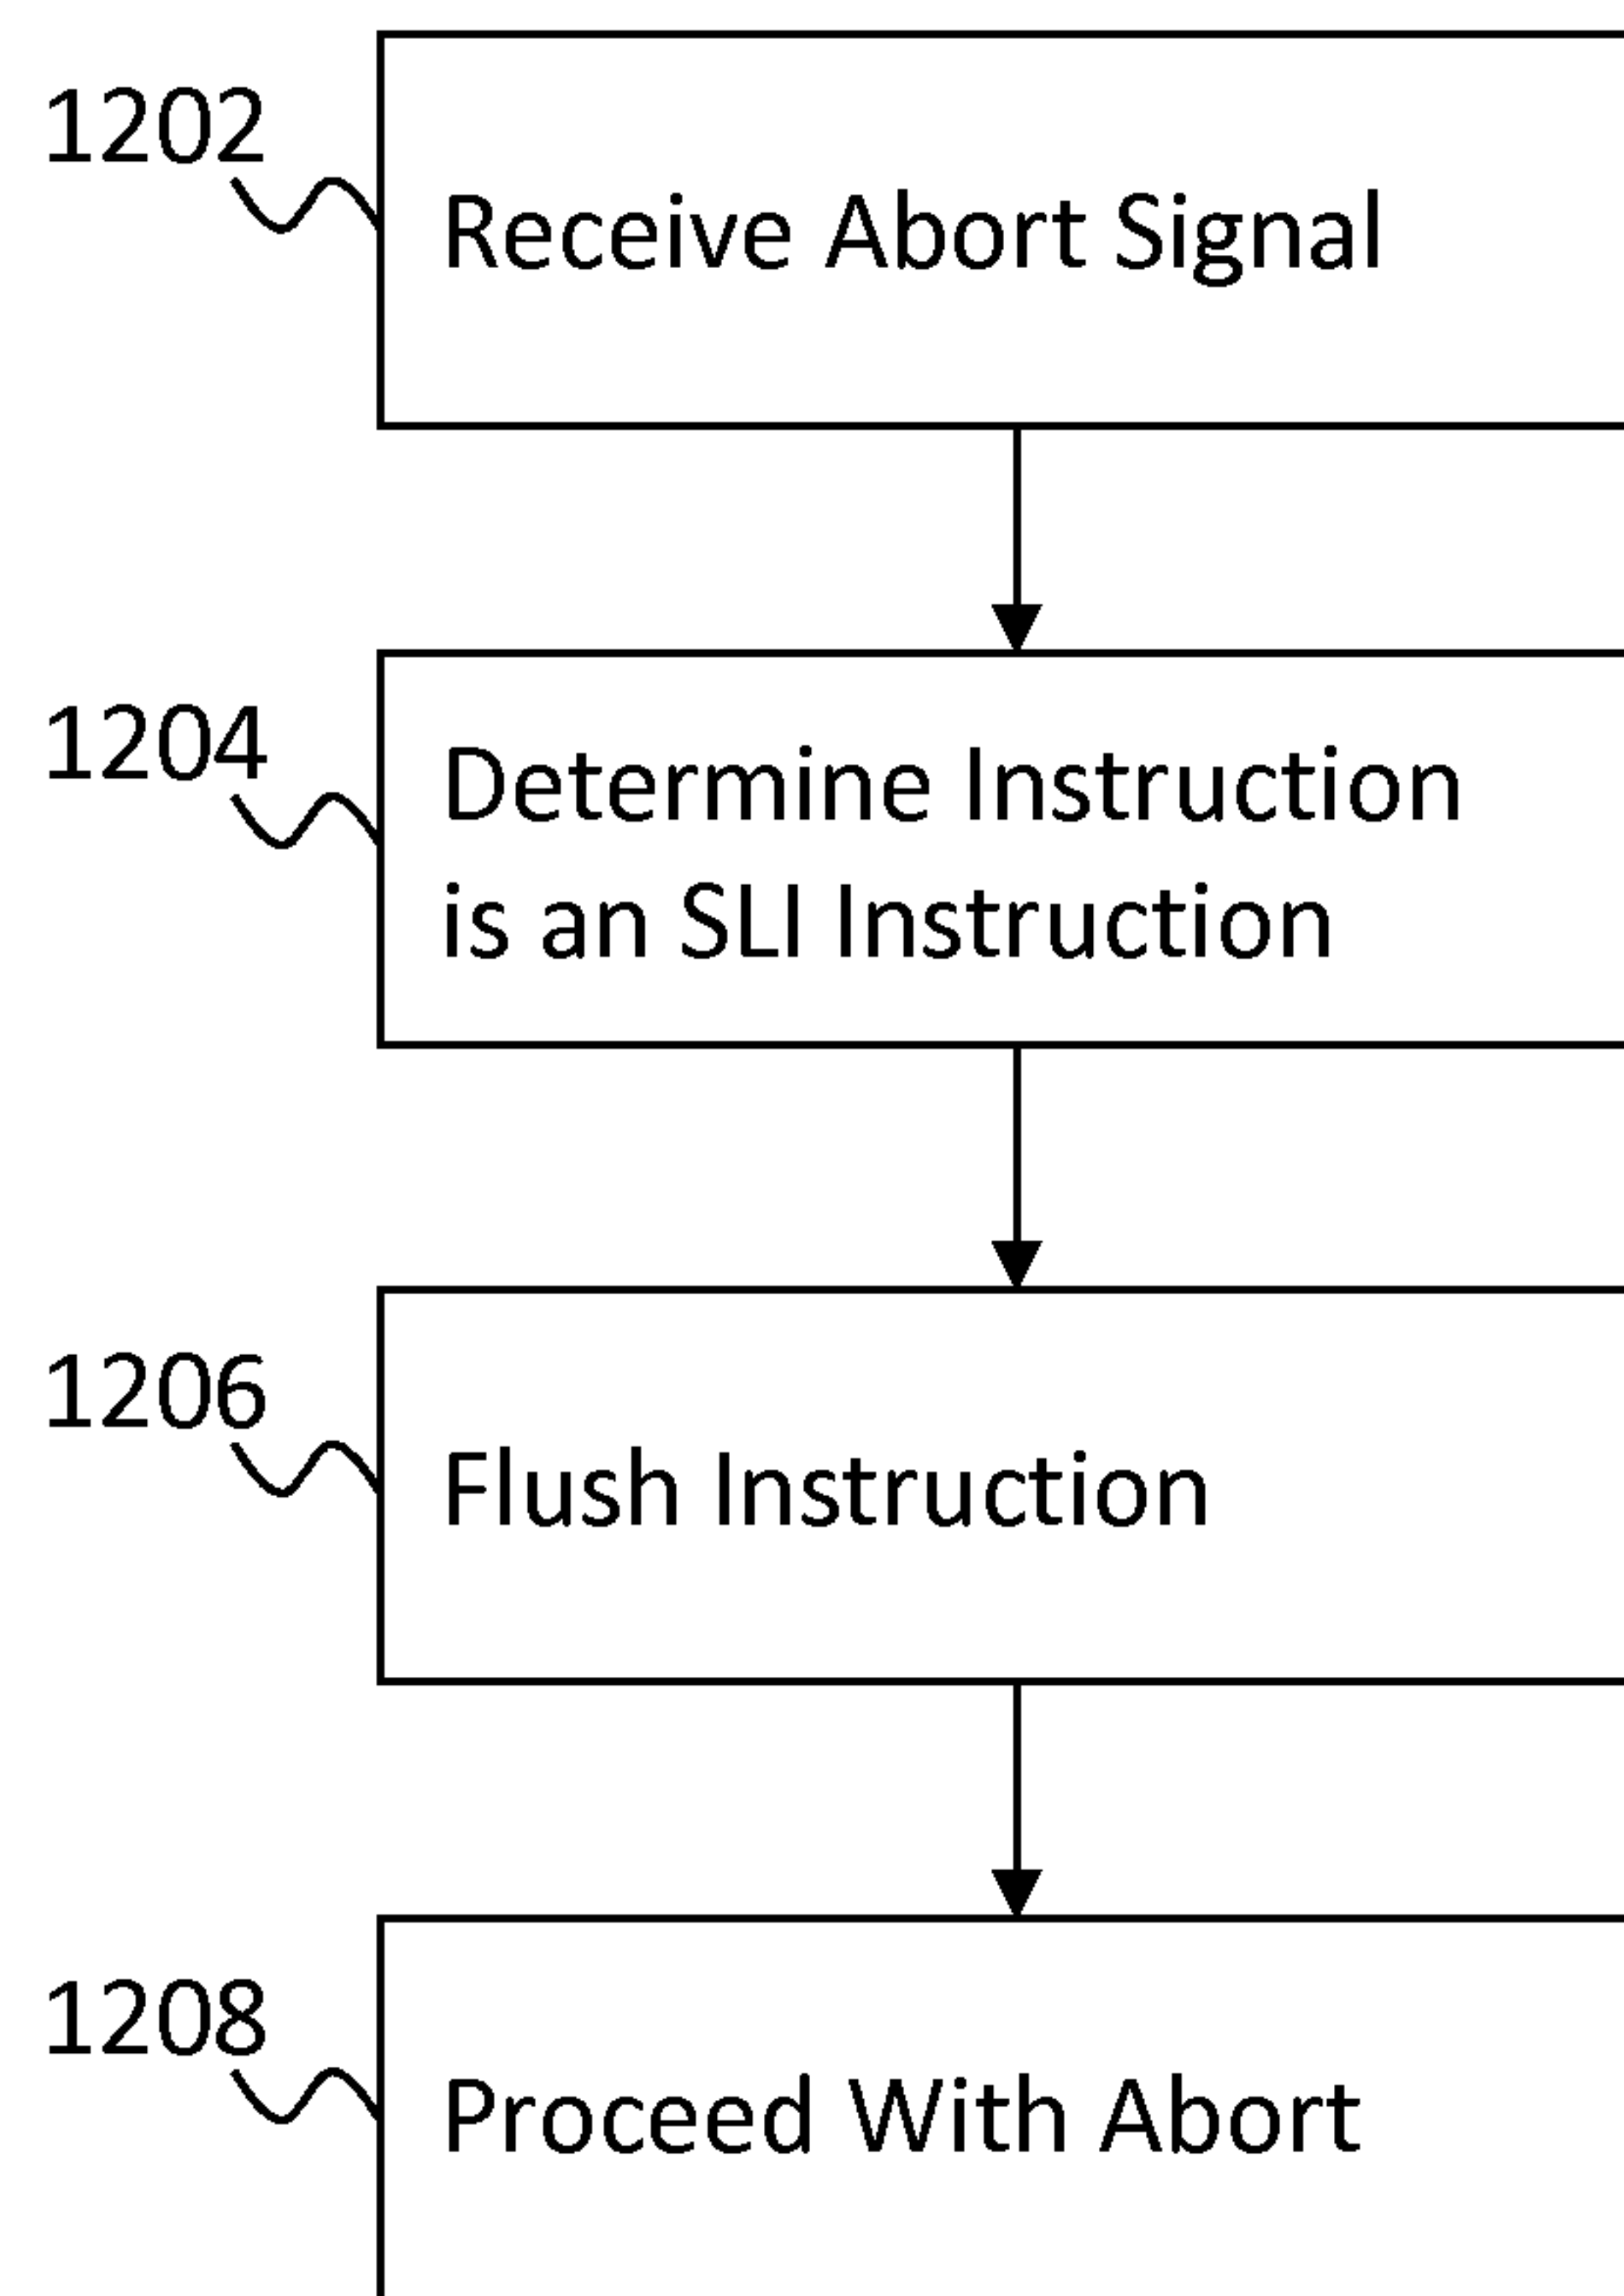 1202
Receive Abort Signal
1204
Determine Instruction
is an SLI Instruction
1206
Flush Instruction
1208
Proceed With Abort